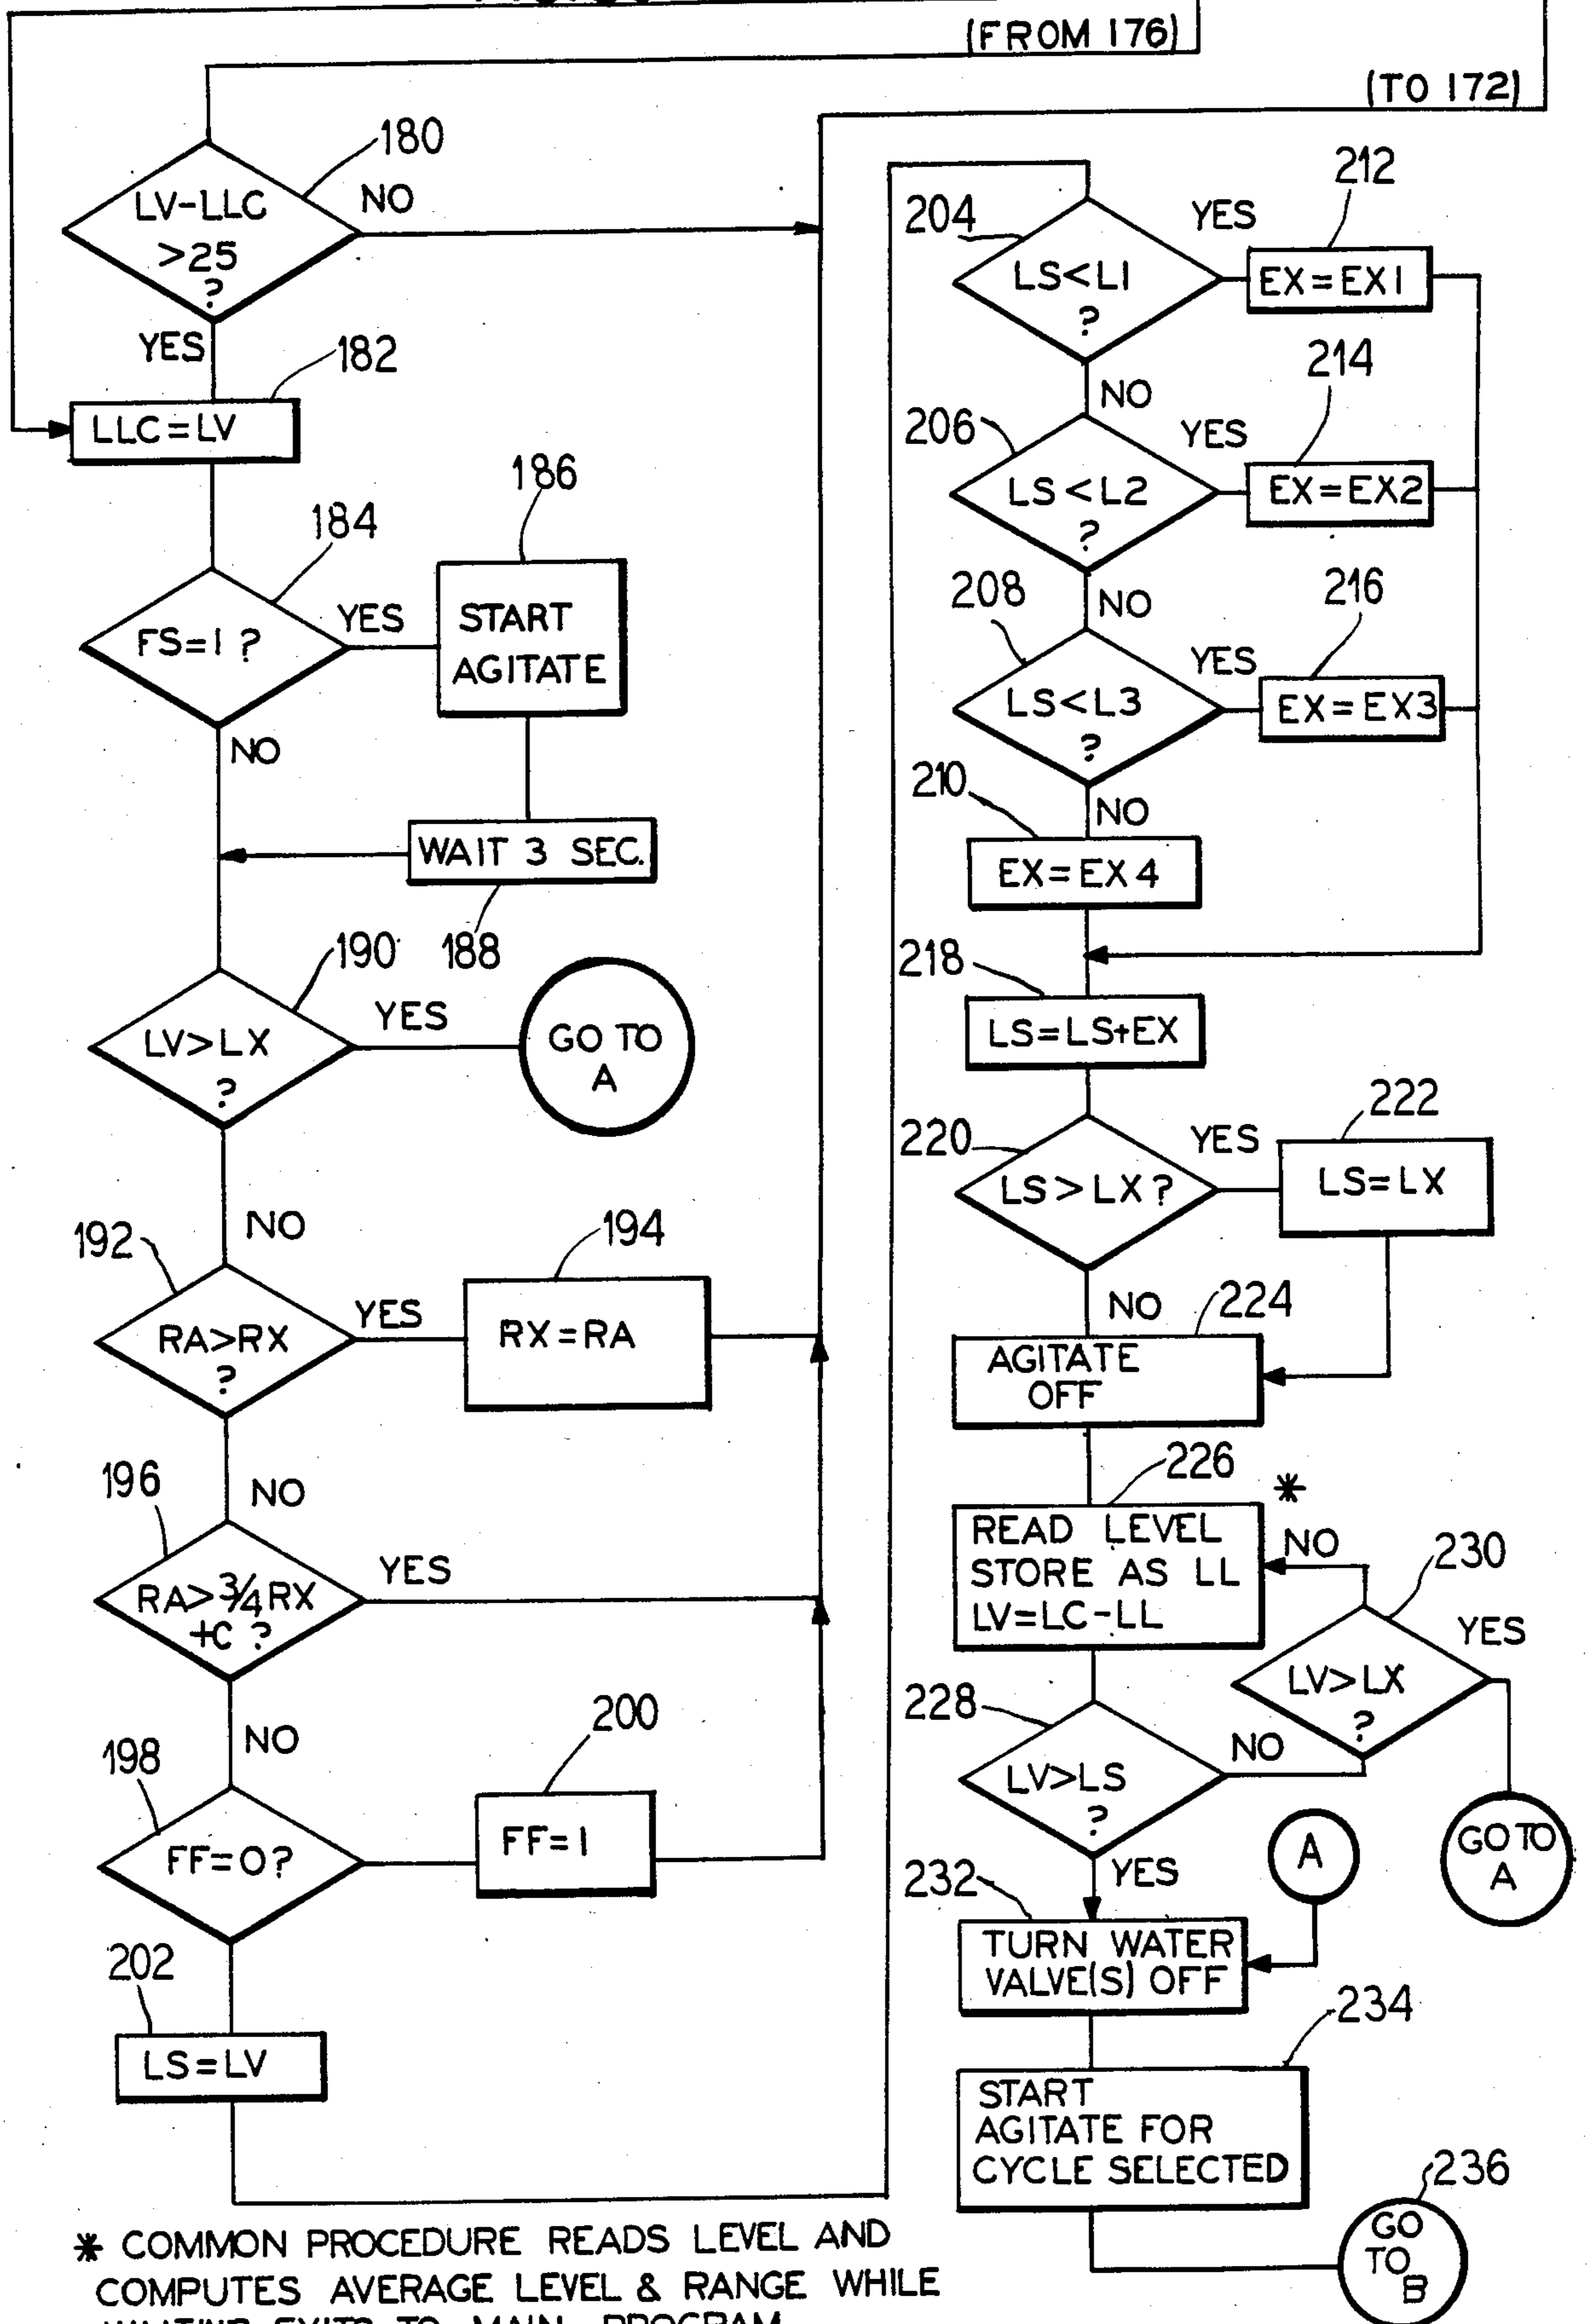 (FROM 176)
(TO 172)
180
LV-LLC
>25
?
NO
YES
182
LLC=LV
184
FS=1 ?
YES
NO
186
START
AGITATE
WAIT 3 SEC.
188
190
LV>LX
?
YES
GO TO
A
NO
192
RA>RX
?
YES
194
RX=RA
NO
196
RA>3/4RX
+C ?
YES
NO
198
FF=0?
200
FF=1
202
LS=LV
204
LS<L1
?
YES
212
EX=EX1
NO
206
LS<L2
?
YES
214
EX=EX2
NO
208
LS<L3
?
YES
216
EX=EX3
NO
210
EX=EX4
218
LS=LS+EX
220
LS>LX?
YES
222
LS=LX
NO
224
AGITATE
OFF
226
*
READ LEVEL
STORE AS LL
LV=LC-LL
NO
230
LV>LX
?
YES
GO TO
A
228
LV>LS
?
NO
YES
A
232
TURN WATER
VALVE(S) OFF
234
START
AGITATE FOR
CYCLE SELECTED
236
GO
TO
B
* COMMON PROCEDURE READS LEVEL AND
COMPUTES AVERAGE LEVEL & RANGE WHILE
WAITING EXITS TO MAIN PROGRAM